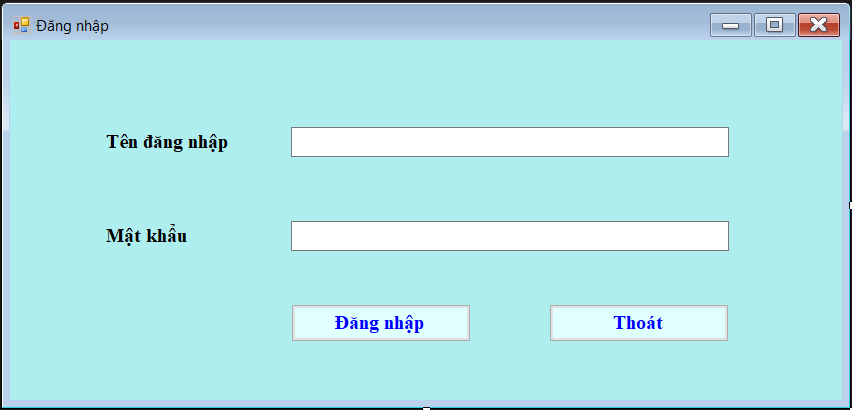 Đăng nhập
Tên đăng nhập
Mật khẩu
Đăng nhập
Thoát